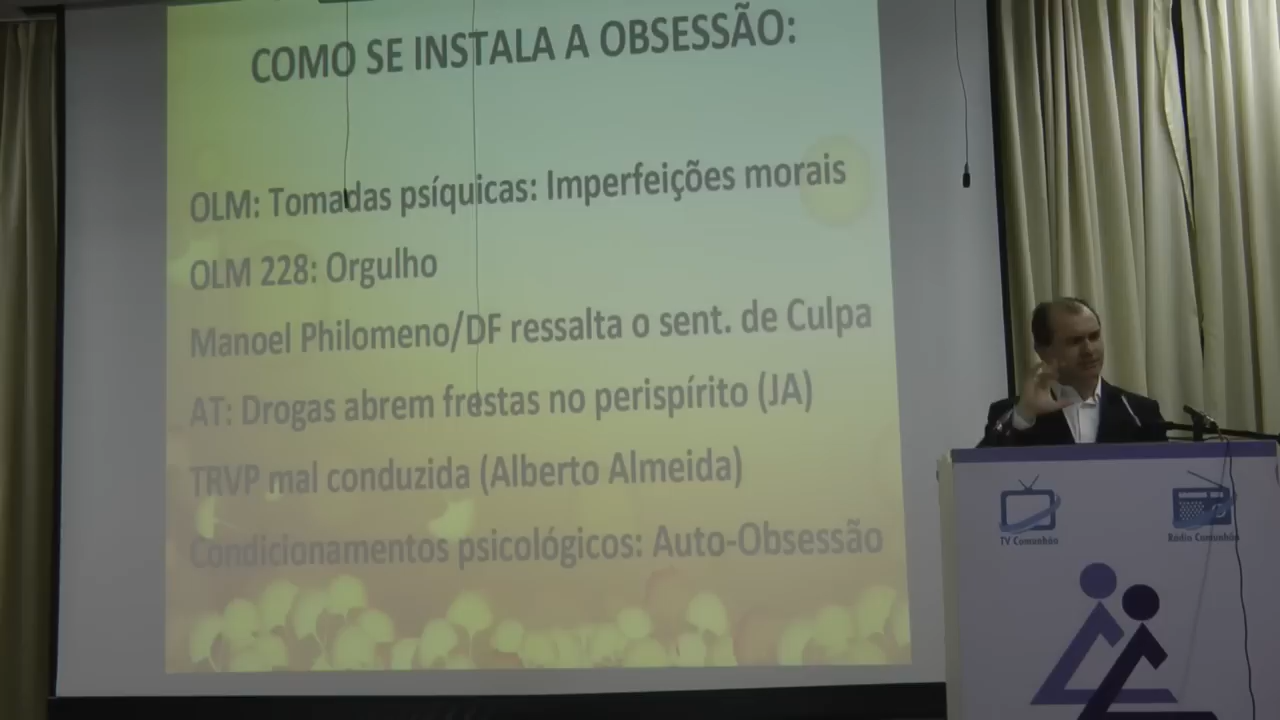 COMO SE INSTALA A OBSESSÃO:
OLM: Tomadas psíquicas: Imperfeições morais
OLM 228: Orgulho
Manoel Philomeno/DF ressalta o sent. de Culpa
AT: Drogas abrem frestas no perispírito (JA)
TRVP mal conduzida (Alberto Almeida)
Condicionamentos psicológicos: Auto-Obsessão
TV Comunhão
Rádio Comunhão